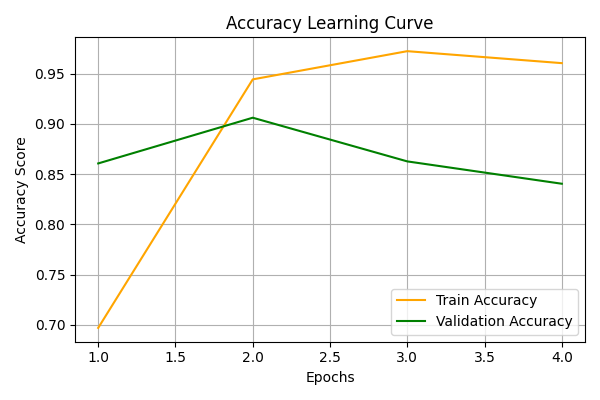 Accuracy Learning Curve
Accuracy Score
0.95
0.90
0.85
0.80
0.75
0.70
Train Accuracy
Validation Accuracy
1.0 1.5 2.0 2.5 3.0 3.5 4.0
Epochs